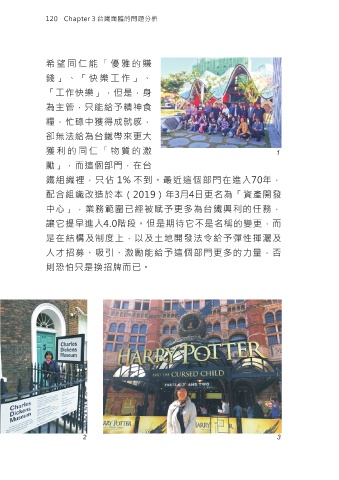 120 Chapter 3 台鐵面臨的問題分析
希望同仁能「優雅的賺
錢」、「快樂工作」、
「工作快樂」，但是，身
為主管，只能給予精神食
糧，忙碌中獲得成就感，
卻無法給為台鐵帶來更大
獲利的同仁「物質的激
勵」，而這個部門，在台
鐵組織裡，只佔 1% 不到。最近這個部門在進入70年，
配合組織改造於本（2019）年3月4日更名為「資產開發
中心」，業務範圍已經被賦予更多為台鐵興利的任務，
讓它提早進入4.0階段。但是期待它不是名稱的變更，而
是在結構及制度上，以及土地開發法令給予彈性揮灑及
人才招募、吸引、激勵能給予這個部門更多的力量，否
則恐怕只是換招牌而已。
1
Charles
Dickens
Museum
Charles
Dickens
Museum
2
HARRY POTTER
AND THE CURSED CHILD
PARTS ONE AND TWO
HARRY POTTER
3